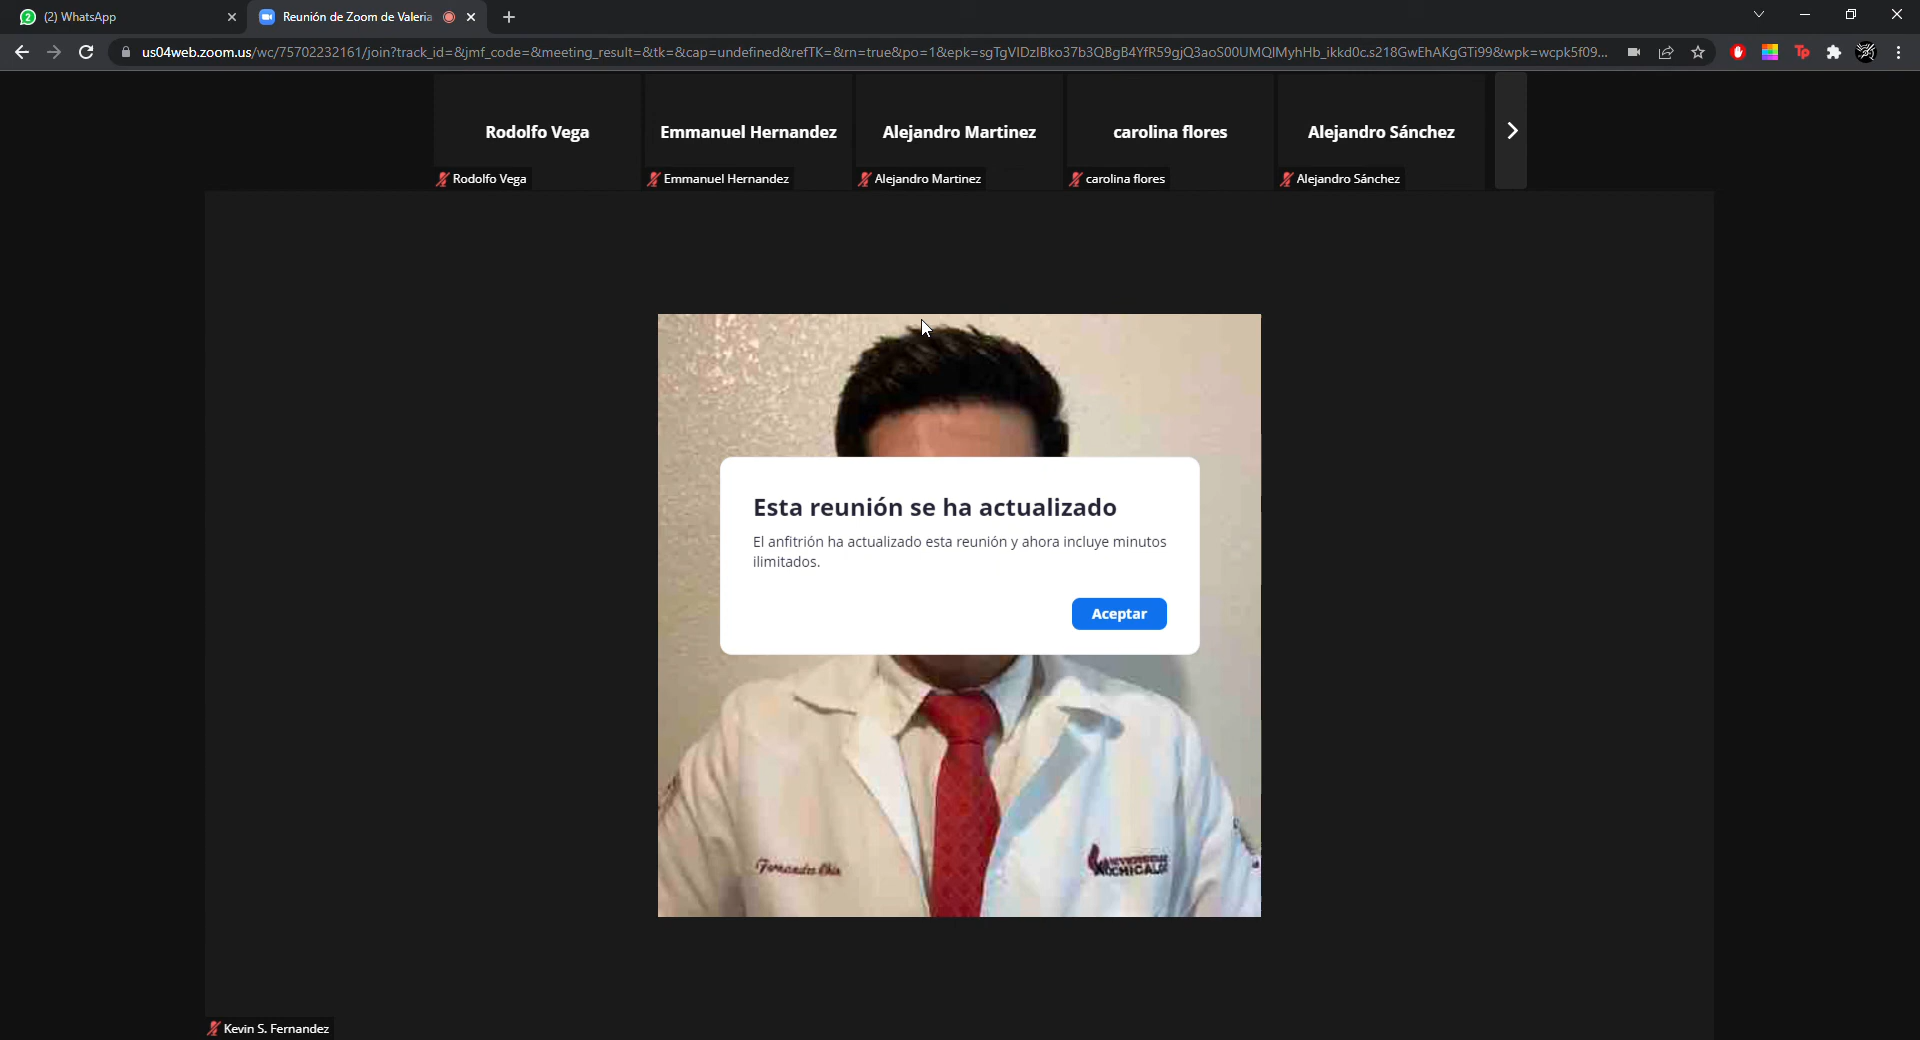 2
(2) WhatsApp
Reunión de Zoom de Valeria
us04web.zoom.us/wc/75702232161/join?track_id=&jmf_code=&meeting_result=&tk=&cap=undefined&refTK=&rn=true&po=1&epk=sgTgVIDzIBko37b3QBgB4YfR59gjQ3aoS00UMQIMyhHb_ikkd0c.s218GwEhAKgGTi99&wpk=wcpk5f09...
Tp
Rodolfo Vega
Emmanuel Hernandez
Alejandro Martinez
carolina flores
Alejandro Sánchez
Rodolfo Vega
Emmanuel Hernandez
Alejandro Martinez
carolina flores
Alejandro Sánchez
Esta reunión se ha actualizado
El anfitrión ha actualizado esta reunión y ahora incluye minutos
ilimitados.
Aceptar
Kevin S. Fernandez